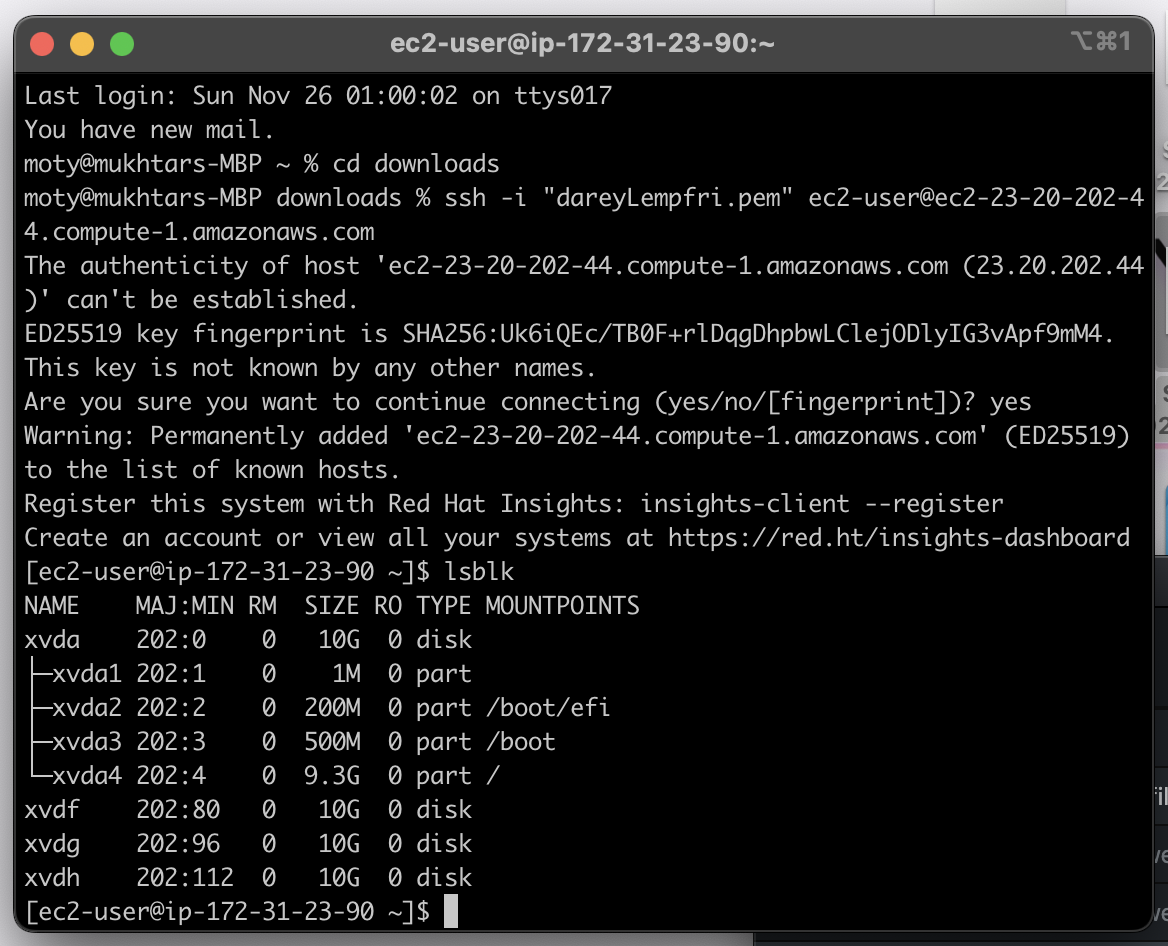 ec2-user@ip-172-31-23-90:~
⌥⌘1
Last login: Sun Nov 26 01:00:02 on ttys017
You have new mail.
moty@mukhtars-MBP ~ % cd downloads
moty@mukhtars-MBP downloads % ssh -i "dareyLempfri.pem" ec2-user@ec2-23-20-202-4
4.compute-1.amazonaws.com
The authenticity of host 'ec2-23-20-202-44.compute-1.amazonaws.com (23.20.202.44
)' can't be established.
ED25519 key fingerprint is SHA256:Uk6iQEc/TB0F+rlDqgDhpbwLClejODlyIG3vApf9mM4.
This key is not known by any other names.
Are you sure you want to continue connecting (yes/no/[fingerprint])? yes
Warning: Permanently added 'ec2-23-20-202-44.compute-1.amazonaws.com' (ED25519)
to the list of known hosts.
Register this system with Red Hat Insights: insights-client --register
Create an account or view all your systems at https://red.ht/insights-dashboard
[ec2-user@ip-172-31-23-90 ~]$ lsblk
NAME    MAJ:MIN RM  SIZE RO TYPE MOUNTPOINTS
xvda    202:0    0   10G  0 disk
├─xvda1 202:1    0    1M  0 part
├─xvda2 202:2    0  200M  0 part /boot/efi
├─xvda3 202:3    0  500M  0 part /boot
└─xvda4 202:4    0  9.3G  0 part /
xvdf    202:80   0   10G  0 disk
xvdg    202:96   0   10G  0 disk
xvdh    202:112  0   10G  0 disk
[ec2-user@ip-172-31-23-90 ~]$